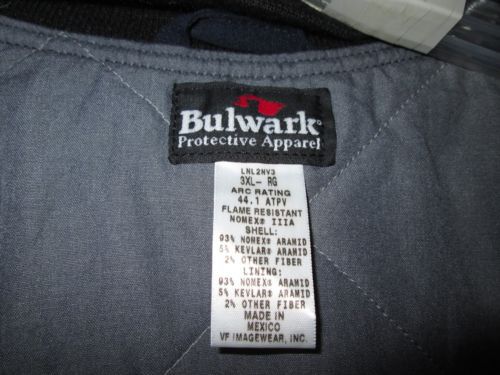 Bulwark®
Protective Apparel
LNL2NV3
3XL- RG
ARC RATING
44.1 ATPV
FLAME RESISTANT
NOMEX® IIIA
SHELL:
93% NOMEX® ARAMID
5% KEVLAR® ARAMID
2% OTHER FIBER
LINING:
93% NOMEX® ARAMID
5% KEVLAR® ARAMID
2% OTHER FIBER
MADE IN
MEXICO
VF IMAGEWEAR, INC.